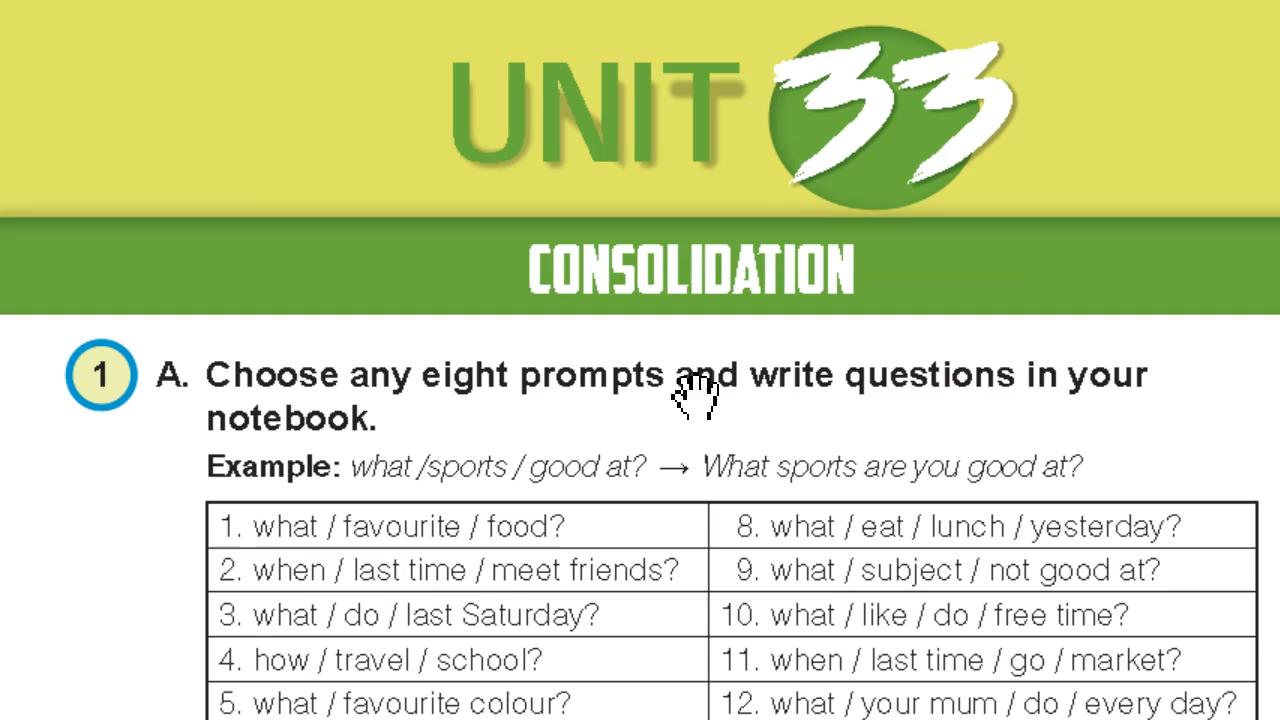 UNIT 33
CONSOLIDATION
1 A. Choose any eight prompts and write questions in your
notebook.
Example: what /sports / good at? → What sports are you good at?
1. what / favourite / food?
8. what / eat / lunch / yesterday?
2. when / last time / meet friends?
9. what / subject / not good at?
3. what / do / last Saturday?
10. what / like / do / free time?
4. how / travel / school?
11. when / last time / go / market?
5. what / favourite colour?
12. what / your mum / do / every day?